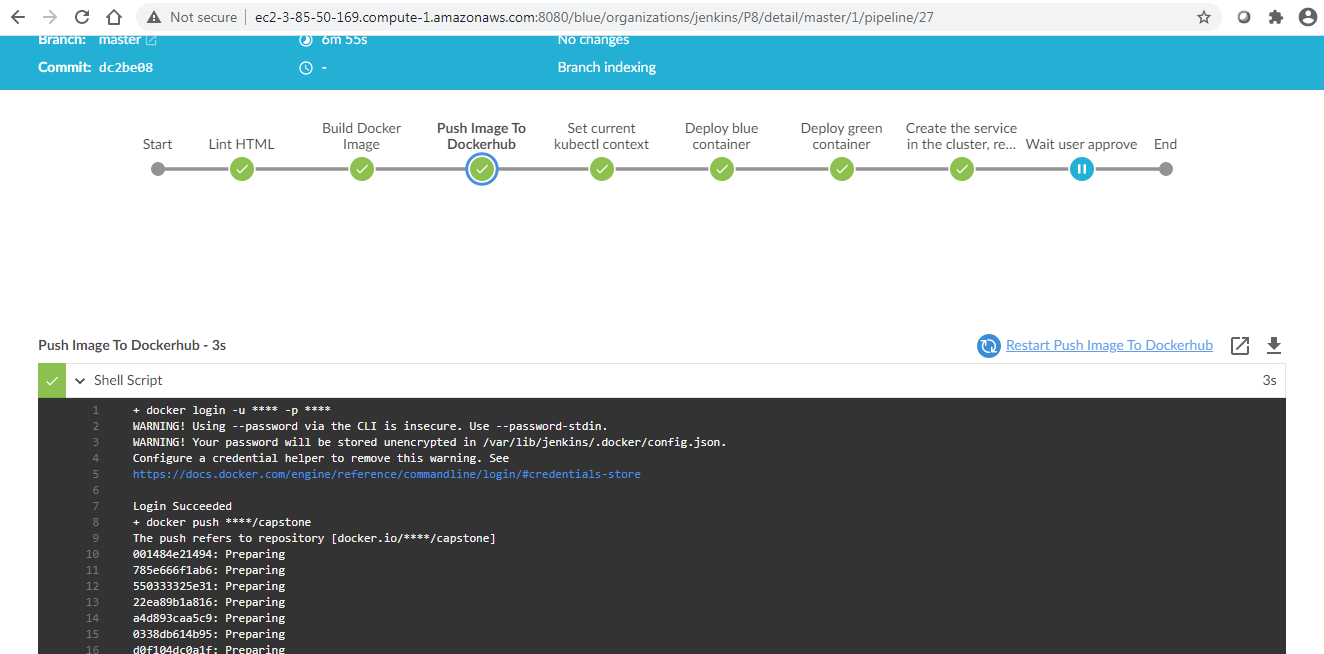 Not secure | ec2-3-85-50-169.compute-1.amazonaws.com:8080/blue/organizations/jenkins/P8/detail/master/1/pipeline/27
Branch: master 6m 55s No changes
Commit: dc2be08 - Branch indexing
Start
Lint HTML
Build Docker
Image
Push Image To
Dockerhub
Set current
kubectl context
Deploy blue
container
Deploy green
container
Create the service
in the cluster, re...
Wait user approve
End
Push Image To Dockerhub - 3s
Restart Push Image To Dockerhub
Shell Script 3s
1 + docker login -u **** -p ****
2 WARNING! Using --password via the CLI is insecure. Use --password-stdin.
3 WARNING! Your password will be stored unencrypted in /var/lib/jenkins/.docker/config.json.
4 Configure a credential helper to remove this warning. See
5 https://docs.docker.com/engine/reference/commandline/login/#credentials-store
6
7 Login Succeeded
8 + docker push ****/capstone
9 The push refers to repository [docker.io/****/capstone]
10 001484e21494: Preparing
11 785e666f1ab6: Preparing
12 550333325e31: Preparing
13 22ea89b1a816: Preparing
14 a4d893caa5c9: Preparing
15 0338db614b95: Preparing
16 d0f104dc0a1f: Preparing